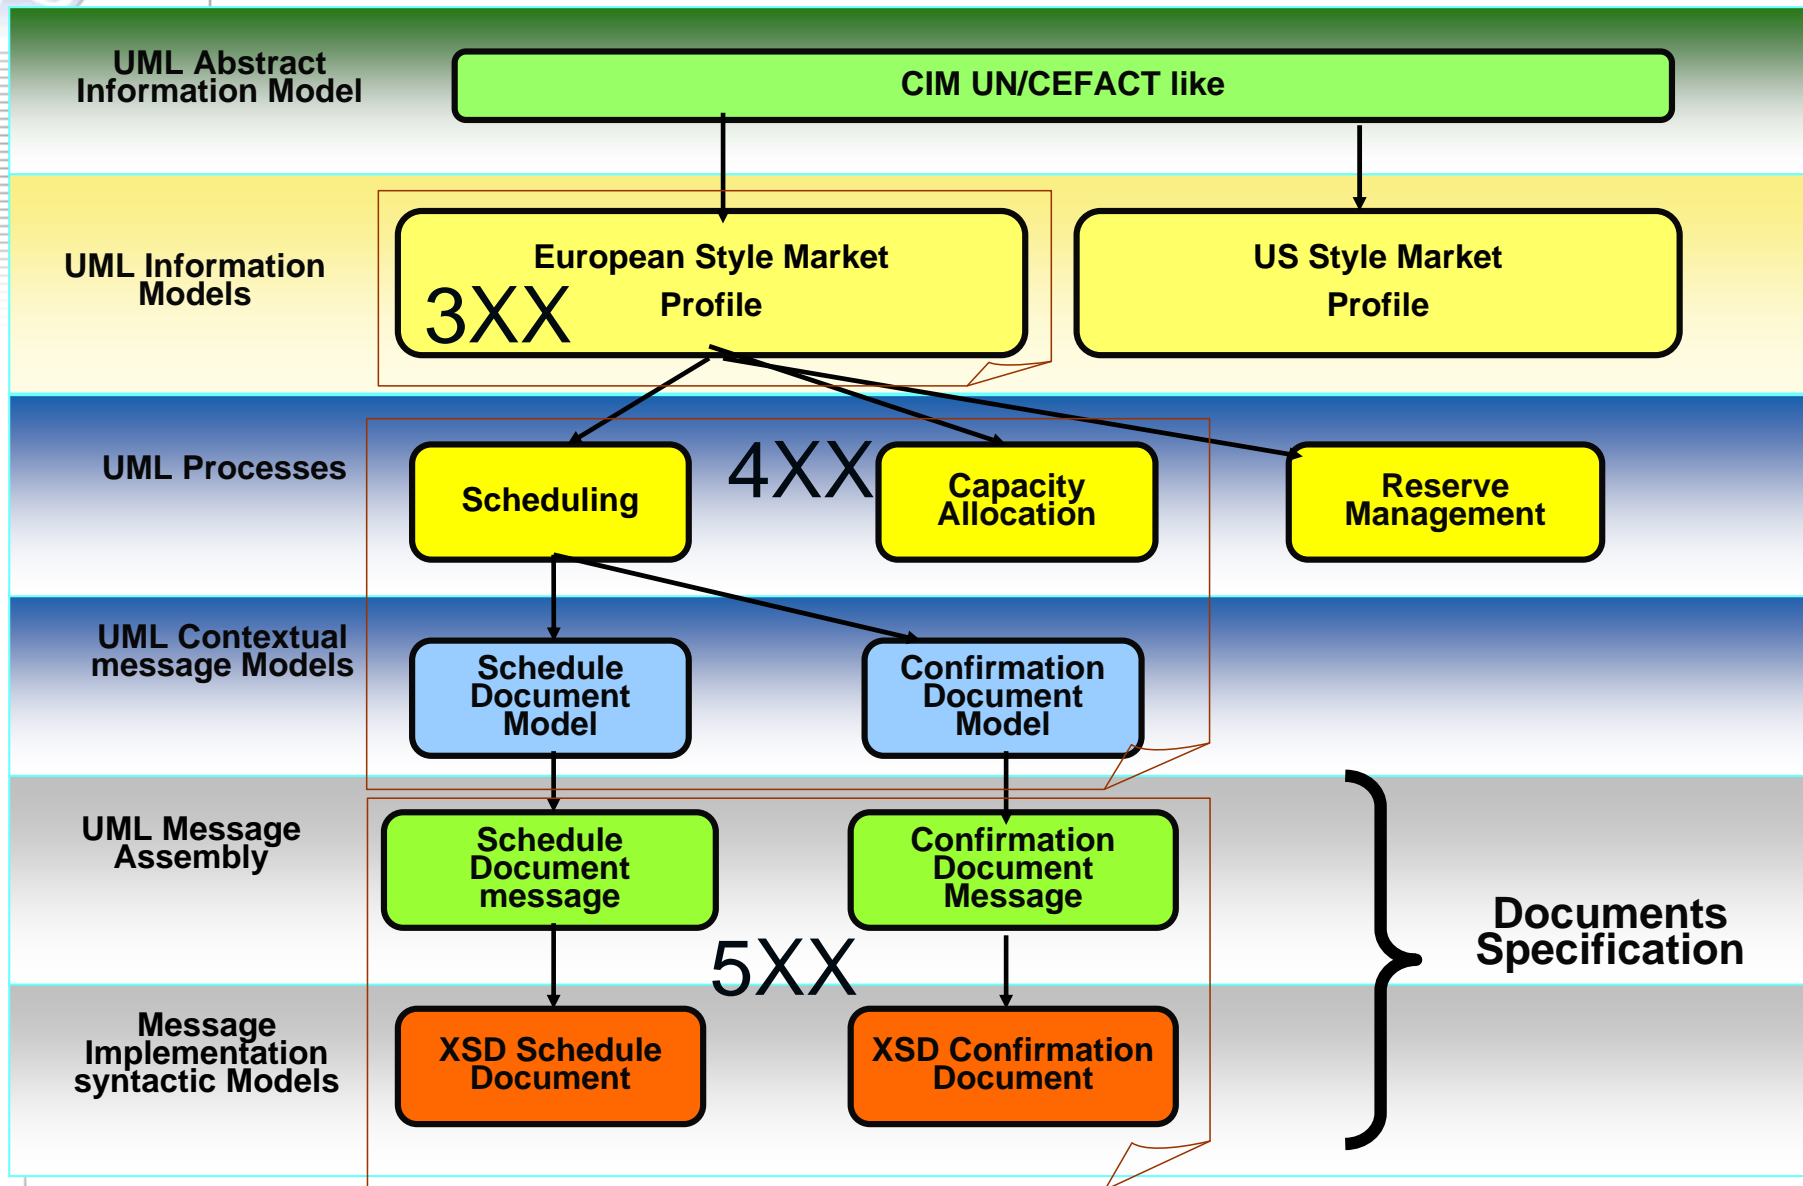 UML Abstract
Information Model
CIM UN/CEFACT like
UML Information
Models
European Style Market
Profile
3XX
US Style Market
Profile
UML Processes
Scheduling
4XX
Capacity
Allocation
Reserve
Management
UML Contextual
message Models
Schedule
Document
Model
Confirmation
Document
Model
UML Message
Assembly
Schedule
Document
message
Confirmation
Document
Message
Documents
Specification
5XX
Message
Implementation
syntactic Models
XSD Schedule
Document
XSD Confirmation
Document